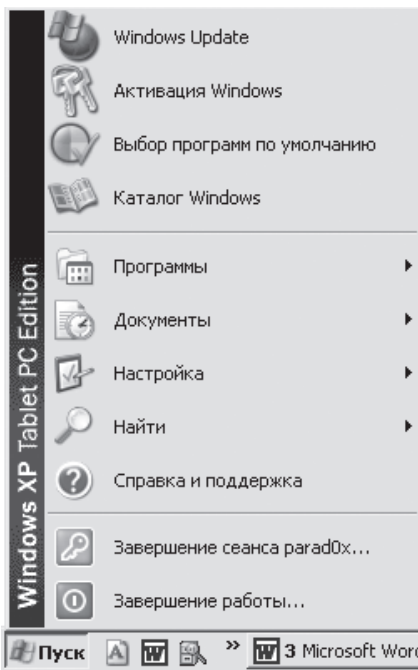 Windows Update
Активация Windows
Выбор программ по умолчанию
Каталог Windows
Программы
Документы
Настройка
Найти
Справка и поддержка
Завершение сеанса parad0x...
Завершение работы...
Windows XP Tablet PC Edition
Пуск A W » W 3 Microsoft Word